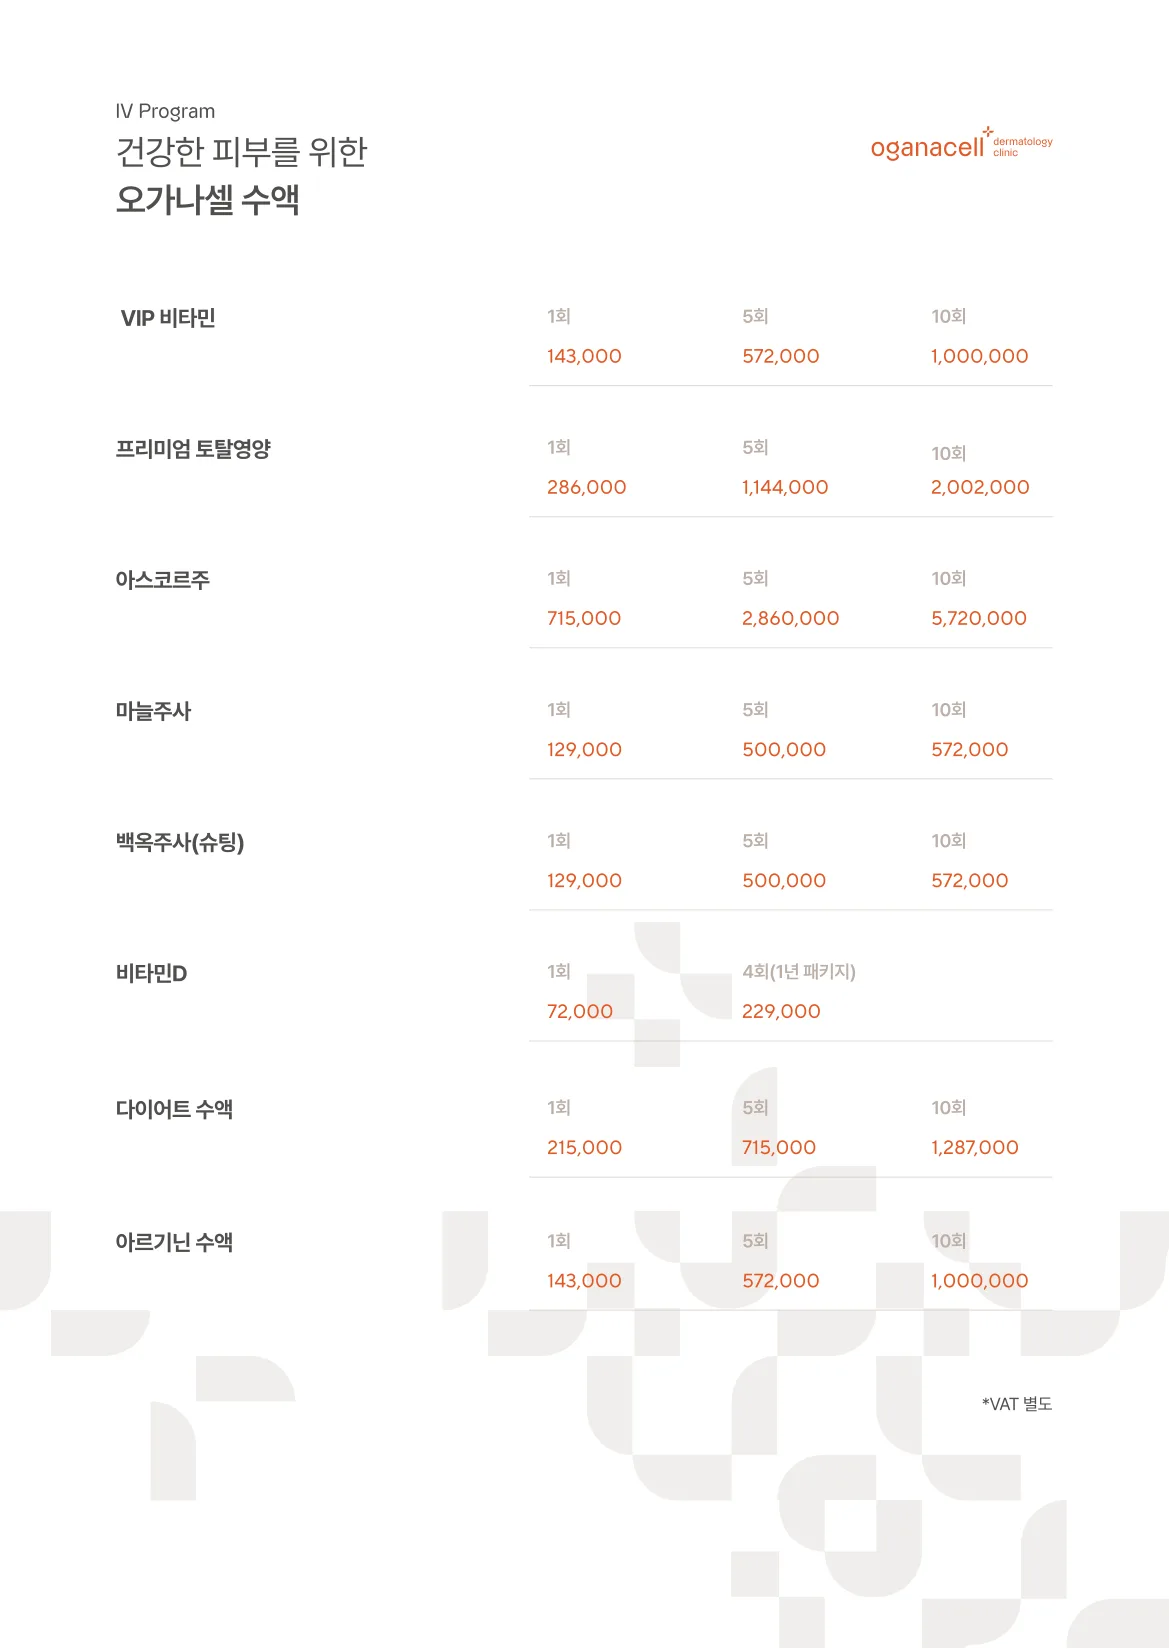 IV Program
건강한 피부를 위한
오가나셀 수액
oganacell dermatology clinic
VIP 비타민
1회 5회 10회
143,000 572,000 1,000,000
프리미엄 토탈영양
1회 5회 10회
286,000 1,144,000 2,002,000
아스코르주
1회 5회 10회
715,000 2,860,000 5,720,000
마늘주사
1회 5회 10회
129,000 500,000 572,000
백옥주사(슈팅)
1회 5회 10회
129,000 500,000 572,000
비타민D
1회 4회(1년 패키지)
72,000 229,000
다이어트 수액
1회 5회 10회
215,000 715,000 1,287,000
아르기닌 수액
1회 5회 10회
143,000 572,000 1,000,000
*VAT 별도